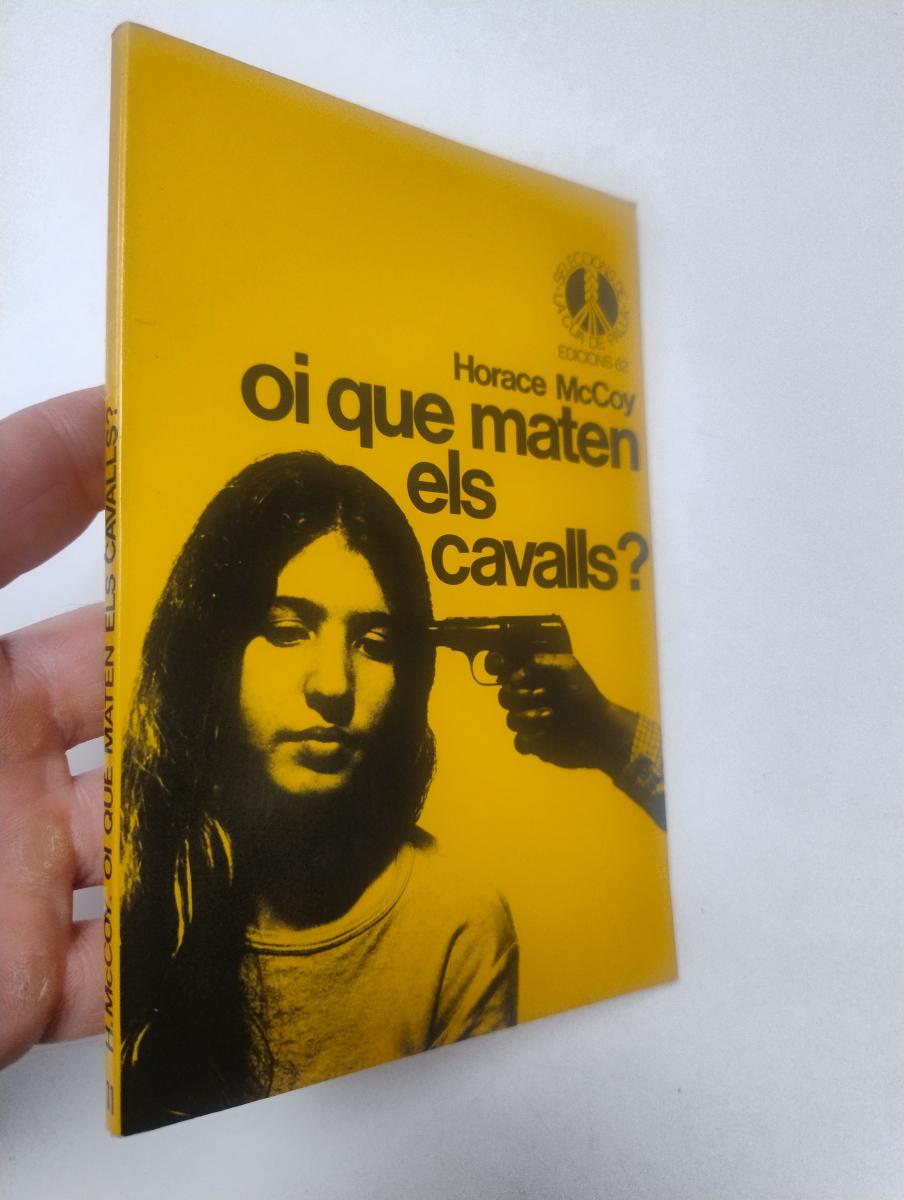 SELECCIONS DE
LA CUA DE PALLA
EDICIONS 62
Horace McCoy
oi que maten
els
cavalls?
H. McCOY. OI QUE MATEN ELS CAVALLS?